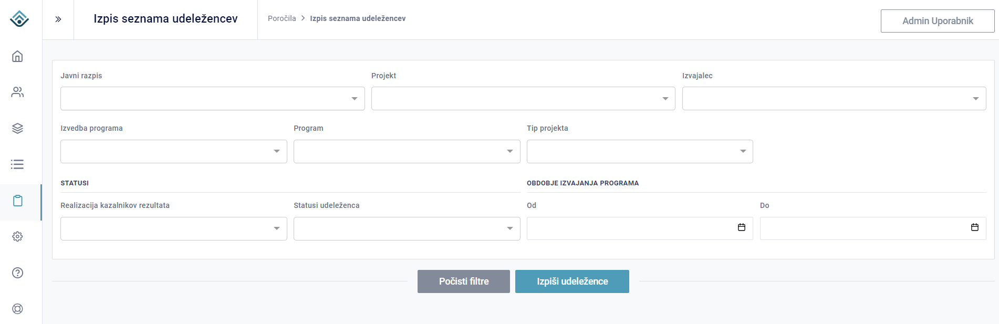 Izpis seznama udeležencev
Poročila > Izpis seznama udeležencev
Admin Uporabnik
Javni razpis
Projekt
Izvajalec
Izvedba programa
Program
Tip projekta
STATUSI
OBDOBJE IZVAJANJA PROGRAMA
Realizacija kazalnikov rezultata
Statusi udeleženca
Od
Do
Počisti filtre
Izpiši udeležence